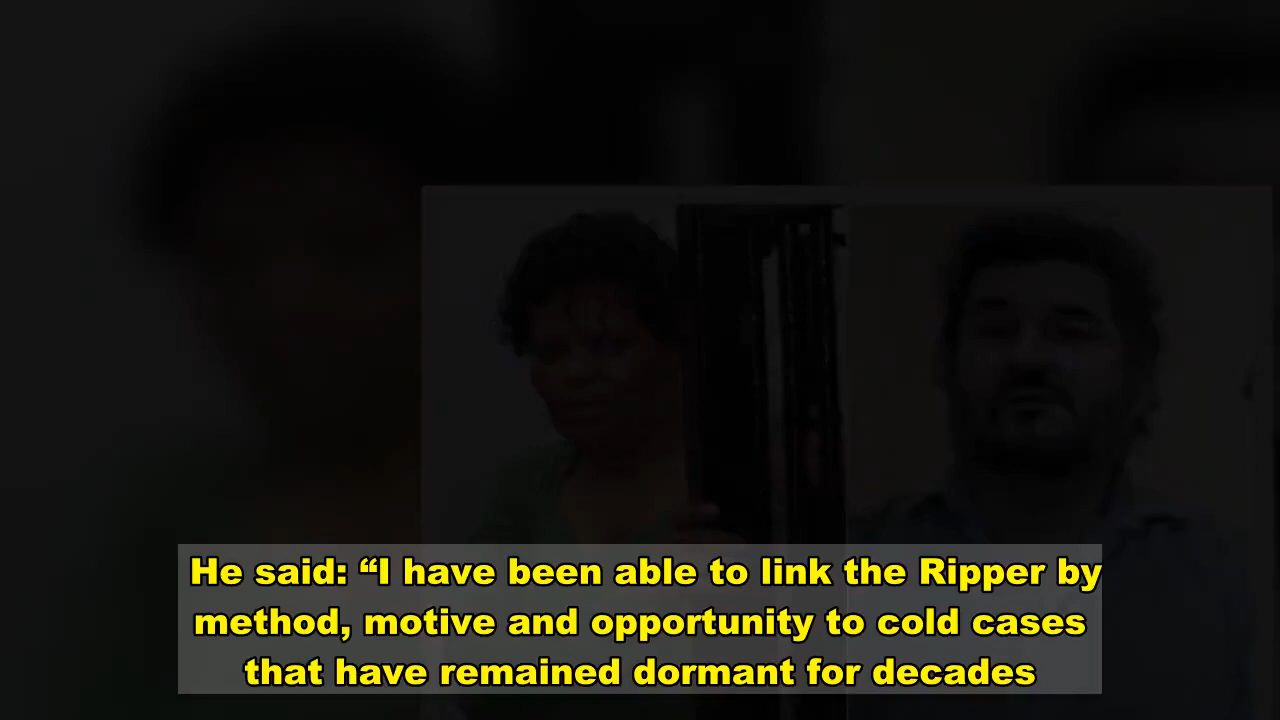 He said: “I have been able to link the Ripper by
method, motive and opportunity to cold cases
that have remained dormant for decades